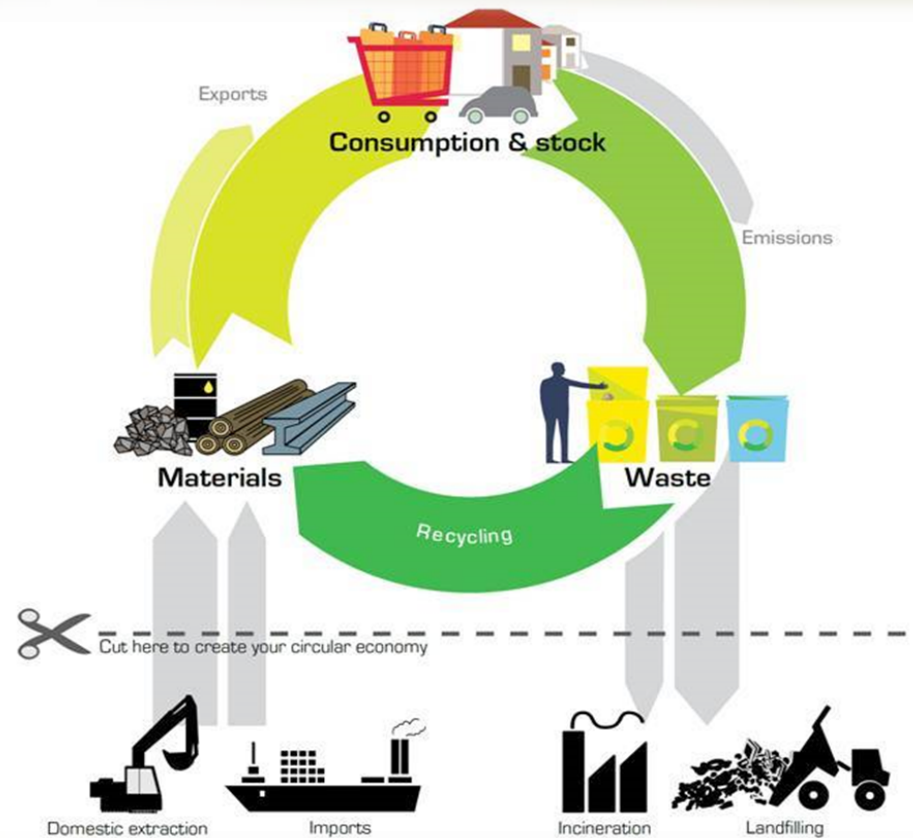 Exports
Consumption & stock
Emissions
Materials
Waste
Recycling
Cut here to create your circular economy
Domestic extraction
Imports
Incineration
Landfilling